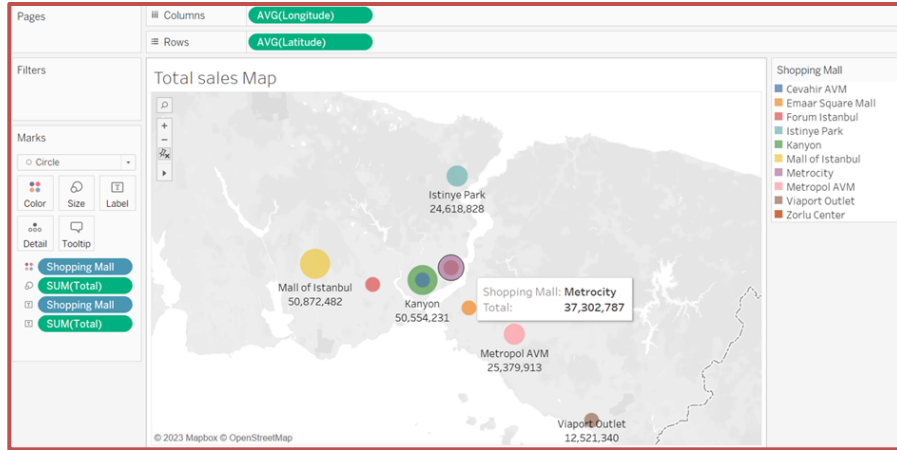 Pages
Columns
AVG(Longitude)
Rows
AVG(Latitude)
Filters
Marks
Circle
Color
Size
Label
Detail
Tooltip
Shopping Mall
SUM(Total)
Shopping Mall
SUM(Total)
Total sales Map
Istinye Park
24,618,828
Mall of Istanbul
50,872,482
Kanyon
50,554,231
Shopping Mall: Metrocity
Total: 37,302,787
Metropol AVM
25,379,913
Viaport Outlet
12,521,340
© 2023 Mapbox © OpenStreetMap
Shopping Mall
Cevahir AVM
Emaar Square Mall
Forum Istanbul
Istinye Park
Kanyon
Mall of Istanbul
Metrocity
Metropol AVM
Viaport Outlet
Zorlu Center